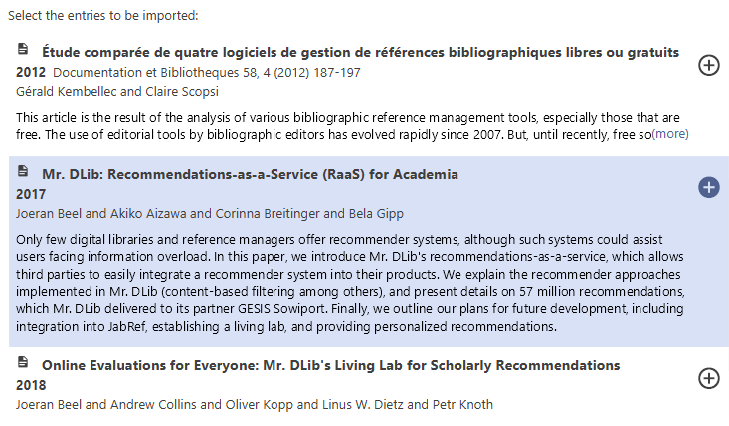 Select the entries to be imported:
Étude comparée de quatre logiciels de gestion de références bibliographiques libres ou gratuits
2012 Documentation et Bibliotheques 58, 4 (2012) 187-197
Gérald Kembellec and Claire Scopsi
This article is the result of the analysis of various bibliographic reference management tools, especially those that are
free. The use of editorial tools by bibliographic editors has evolved rapidly since 2007. But, until recently, free so(more)
Mr. DLib: Recommendations-as-a-Service (RaaS) for Academia
2017
Joeran Beel and Akiko Aizawa and Corinna Breitinger and Bela Gipp
Only few digital libraries and reference managers offer recommender systems, although such systems could assist
users facing information overload. In this paper, we introduce Mr. DLib's recommendations-as-a-service, which allows
third parties to easily integrate a recommender system into their products. We explain the recommender approaches
implemented in Mr. DLib (content-based filtering among others), and present details on 57 million recommendations,
which Mr. DLib delivered to its partner GESIS Sowiport. Finally, we outline our plans for future development, including
integration into JabRef, establishing a living lab, and providing personalized recommendations.
Online Evaluations for Everyone: Mr. DLib's Living Lab for Scholarly Recommendations
2018
Joeran Beel and Andrew Collins and Oliver Kopp and Linus W. Dietz and Petr Knoth